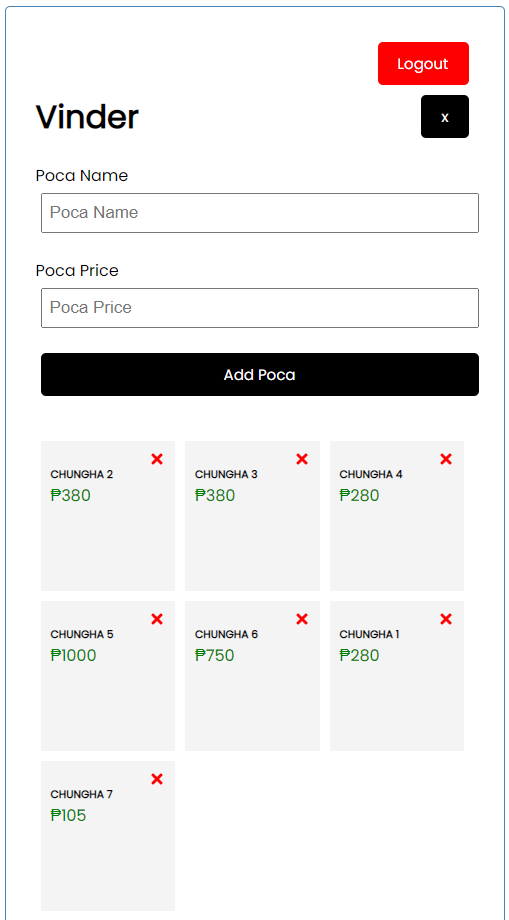 Logout
Vinder
x
Poca Name
Poca Name
Poca Price
Poca Price
Add Poca
CHUNGHA 2
₱380
CHUNGHA 3
₱380
CHUNGHA 4
₱280
CHUNGHA 5
₱1000
CHUNGHA 6
₱750
CHUNGHA 1
₱280
CHUNGHA 7
₱105